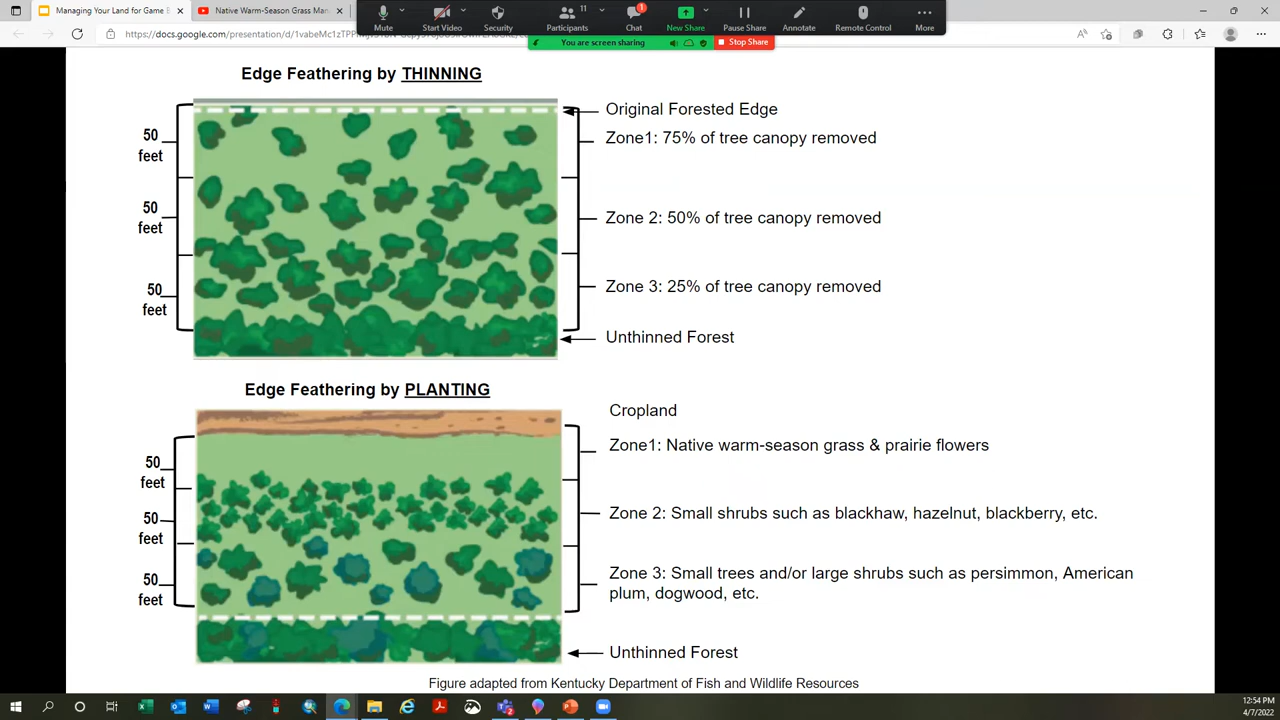 Managing Your Land for Game
Native Warm-Season Grass Man
Mute
Start Video
Security
11
Participants
1
Chat
New Share
Pause Share
Annotate
Remote Control
More
You are screen sharing
Stop Share
Edge Feathering by THINNING
50
feet
50
feet
50
feet
Original Forested Edge
Zone1: 75% of tree canopy removed
Zone 2: 50% of tree canopy removed
Zone 3: 25% of tree canopy removed
Unthinned Forest
Edge Feathering by PLANTING
50
feet
50
feet
50
feet
Cropland
Zone1: Native warm-season grass & prairie flowers
Zone 2: Small shrubs such as blackhaw, hazelnut, blackberry, etc.
Zone 3: Small trees and/or large shrubs such as persimmon, American
plum, dogwood, etc.
Unthinned Forest
Figure adapted from Kentucky Department of Fish and Wildlife Resources
12:54 PM
4/7/2022